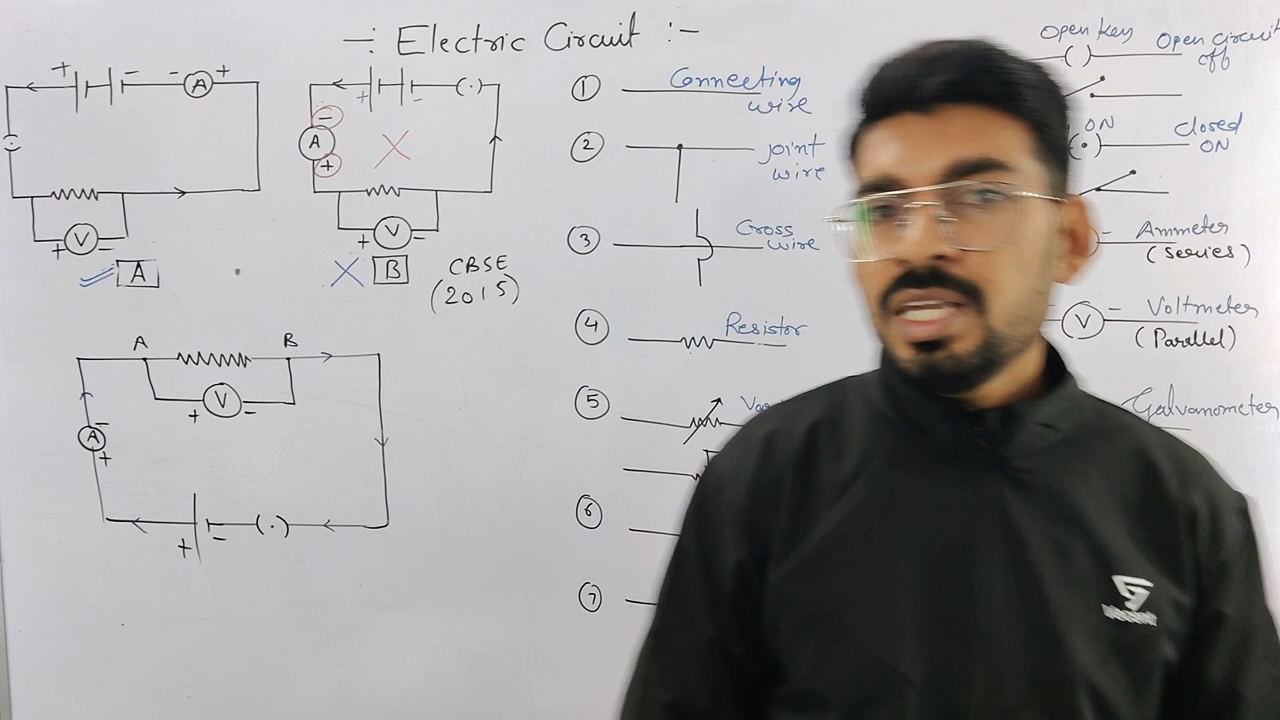 -: Electric Circuit :-
+ - - A +
+ V -
A
+ -
- A +
X
+ V -
X B
CBSE
(2015)
A B
+ V -
A - +
+ -
1 Connecting wire
2 joint wire
3 Cross wire
4 Resistor
5
6
7
Open key Open circuit
off
ON closed
ON
Ammeter
(Series)
V - Voltmeter
(Parallel)
Galvanometer